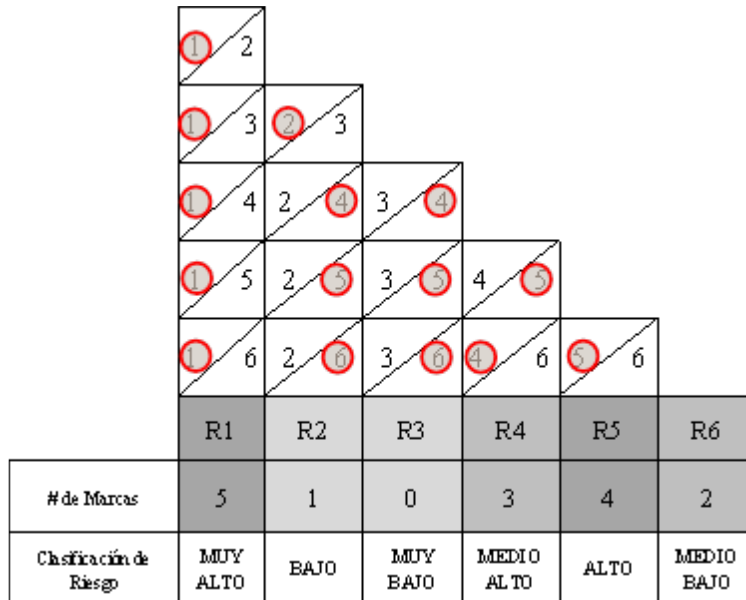 1 2
1 3 2 3
1 4 2 4 3 4
1 5 2 5 3 5 4 5
1 6 2 6 3 6 4 6 5 6
R1 R2 R3 R4 R5 R6
# de Marcas 5 1 0 3 4 2
Clasificación de Riesgo MUY ALTO BAJO MUY BAJO MEDIO ALTO ALTO MEDIO BAJO